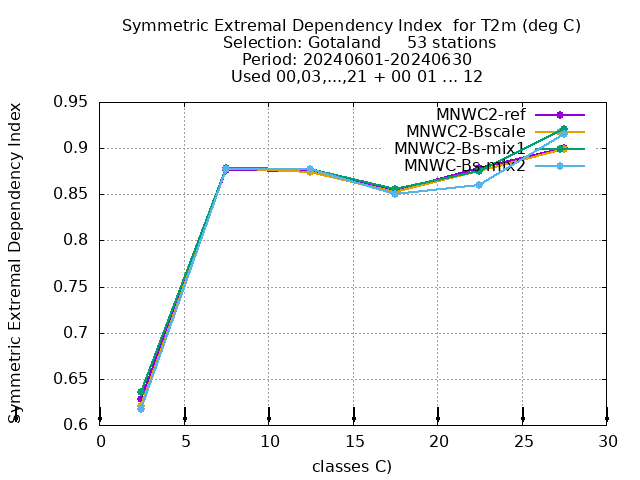 Symmetric Extremal Dependency Index for T2m (deg C)
Selection: Gotaland 53 stations
Period: 20240601-20240630
Used 00,03,...,21 + 00 01 ... 12
Symmetric Extremal Dependency Index
0.95
0.9
0.85
0.8
0.75
0.7
0.65
0.6
MNWC2-ref
MNWC2-Bscale
MNWC2-Bs-mix1
MNWC-Bs-mix2
0 5 10 15 20 25 30
classes C)